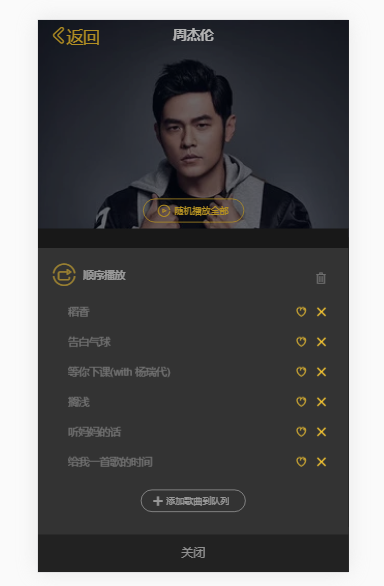 返回
周杰伦
随机播放全部
顺序播放
稻香
告白气球
等你下课(with 杨瑞代)
搁浅
听妈妈的话
给我一首歌的时间
添加歌曲到队列
关闭